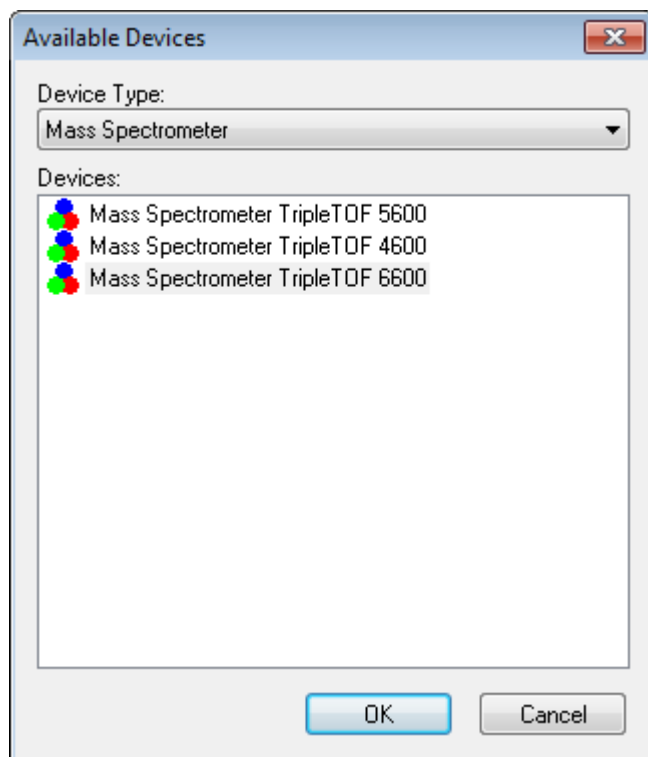 Available Devices
Device Type:
Mass Spectrometer
Devices:
Mass Spectrometer TripleTOF 5600
Mass Spectrometer TripleTOF 4600
Mass Spectrometer TripleTOF 6600
OK
Cancel